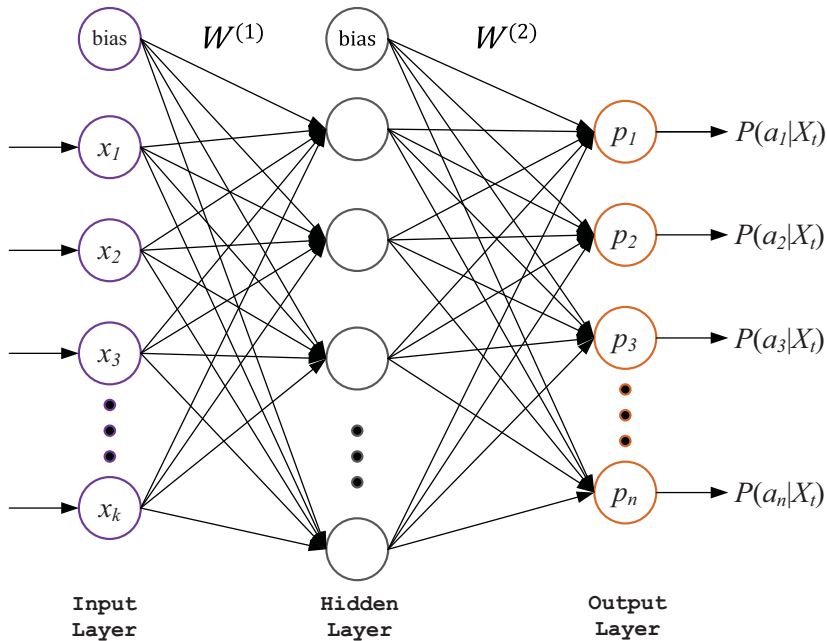 bias
W⁽¹⁾
bias
W⁽²⁾
x₁
p₁
P(a₁|Xₜ)
x₂
p₂
P(a₂|Xₜ)
x₃
p₃
P(a₃|Xₜ)
xₖ
pₙ
P(aₙ|Xₜ)
Input
Layer
Hidden
Layer
Output
Layer